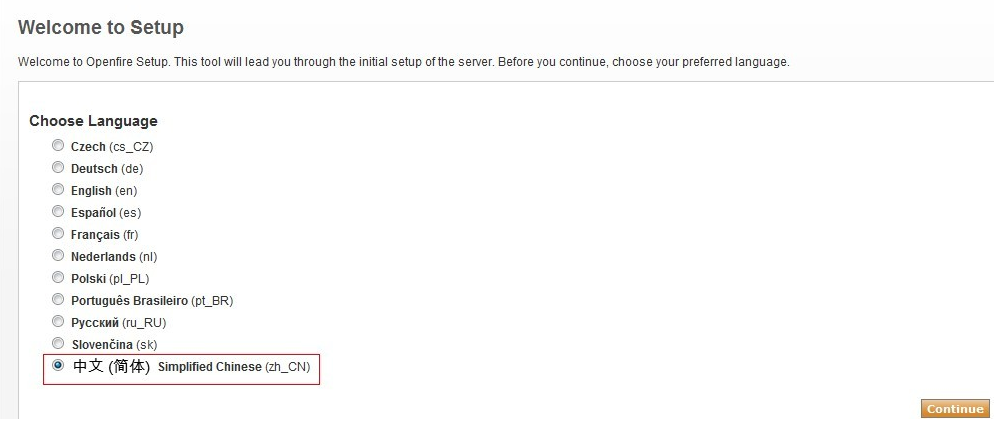 Welcome to Setup
Welcome to Openfire Setup. This tool will lead you through the initial setup of the server. Before you continue, choose your preferred language.
Choose Language
Czech (cs_CZ)
Deutsch (de)
English (en)
Español (es)
Français (fr)
Nederlands (nl)
Polski (pl_PL)
Português Brasileiro (pt_BR)
Русский (ru_RU)
Slovenčina (sk)
中文 (简体) Simplified Chinese (zh_CN)
Continue